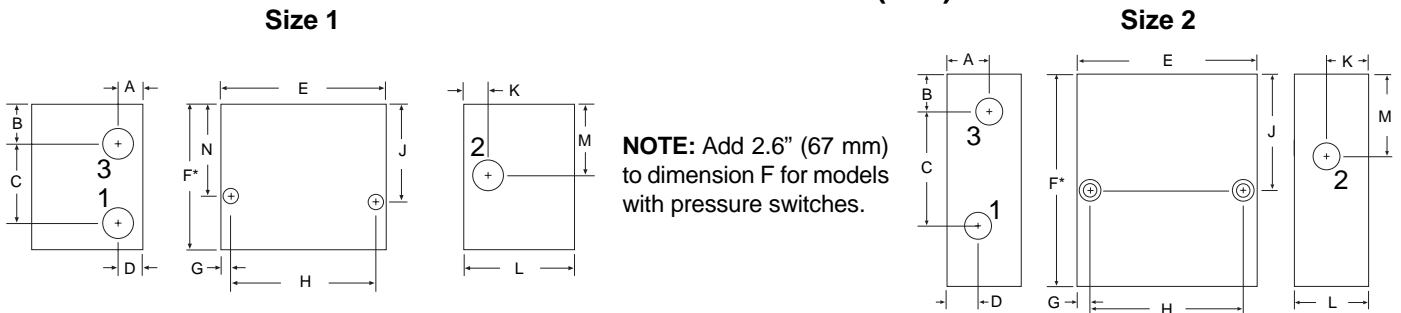 Size 1
Size 2
A
B
3
C
1
D
E
N
J
F*
G
H
K
2
M
L
NOTE: Add 2.6” (67 mm)
to dimension F for models
with pressure switches.
A
B
3
C
1
D
E
J
F*
G
H
K
M
2
L